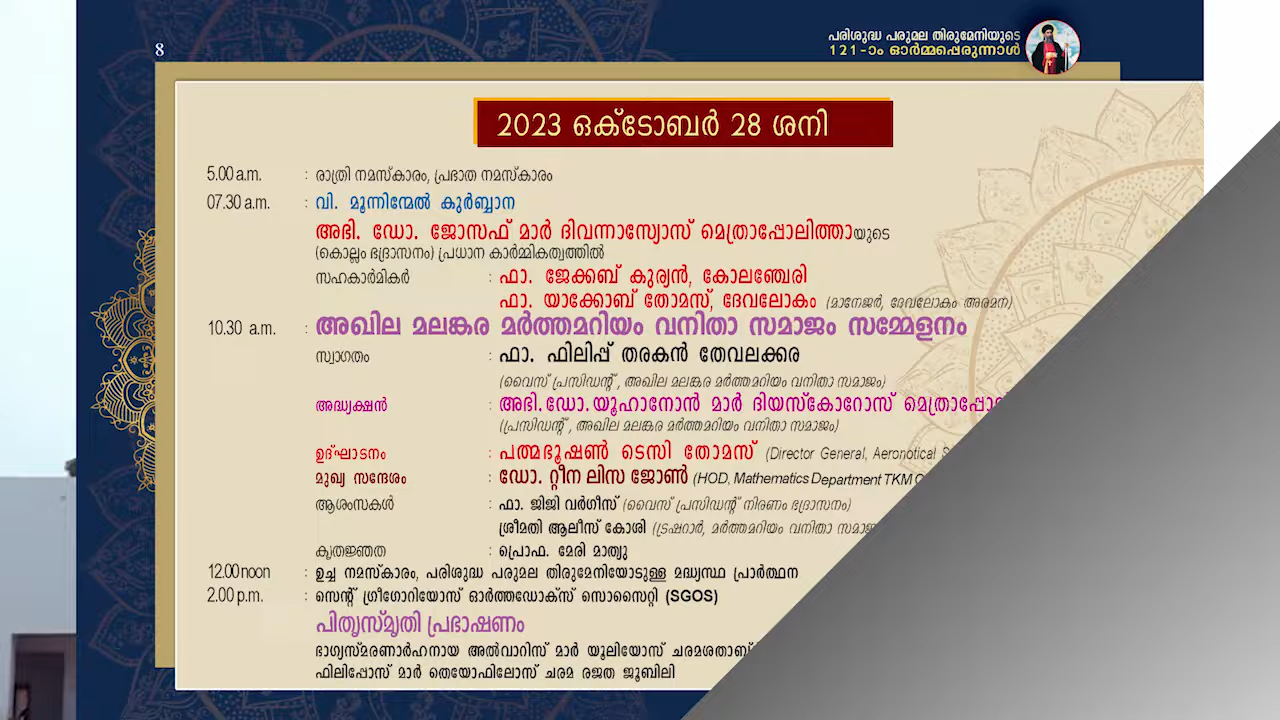 8
പരിശുദ്ധ പരുമല തിരുമേനിയുടെ
121-ാം ഓർമ്മപ്പെരുന്നാൾ
2023 ഒക്ടോബർ 28 ശനി
5.00 a.m. : രാത്രി നമസ്കാരം, പ്രഭാത നമസ്കാരം
07.30 a.m. : വി. മൂന്നിന്മേൽ കുർബ്ബാന
അഭി. ഡോ. ജോസഫ് മാർ ദിവന്നാസ്യോസ് മെത്രാപ്പോലിത്തായുടെ
(കൊല്ലം ഭദ്രാസനം) പ്രധാന കാർമ്മികത്വത്തിൽ
സഹകാർമികർ : ഫാ. ജേക്കബ് കുര്യൻ, കോലഞ്ചേരി
ഫാ. യാക്കോബ് തോമസ്, ദേവലോകം (മാനേജർ, ദേവലോകം അരമന)
10.30 a.m. : അഖില മലങ്കര മർത്തമറിയം വനിതാ സമാജം സമ്മേളനം
സ്വാഗതം : ഫാ. ഫിലിപ്പ് തരകൻ തേവലക്കര
(വൈസ് പ്രസിഡന്റ്, അഖില മലങ്കര മർത്തമറിയം വനിതാ സമാജം)
അദ്ധ്യക്ഷൻ : അഭി.ഡോ.യൂഹാനോൻ മാർ ദിയസ്കോറോസ്
(പ്രസിഡന്റ്, അഖില മലങ്കര മർത്തമറിയം വനിതാ സമാജം)
ഉദ്ഘാടനം : പത്മഭൂഷൺ ടെസി തോമസ് (Director General, Aeronotical
മുഖ്യ സന്ദേശം : ഡോ. റ്റീന ലിസ ജോൺ (HOD, Mathematics Department TKM
ആശംസകൾ : ഫാ. ജിജി വർഗീസ് (വൈസ് പ്രസിഡന്റ് നിരണം ഭദ്രാസനം)
ശ്രീമതി ആലീസ് കോശി (ട്രഷറാർ, മർത്തമറിയം വനിതാ
കൃതജ്ഞത : പ്രൊഫ. മേരി മാത്യു
12.00 noon : ഉച്ച നമസ്കാരം, പരിശുദ്ധ പരുമല തിരുമേനിയോടുള്ള മദ്ധ്യസ്ഥ പ്രാർത്ഥന
2.00 p.m. : സെന്റ് ഗ്രീഗോറിയോസ് ഓർത്തഡോക്സ് സൊസൈറ്റി (SGOS)
പിതൃസ്മൃതി പ്രഭാഷണം
ഭാഗ്യസ്മരണാർഹനായ അൽവാറിസ് മാർ യൂലിയോസ്
ഫിലിപ്പോസ് മാർ തെയോഫിലോസ് ചരമ രജത ജൂബിലി